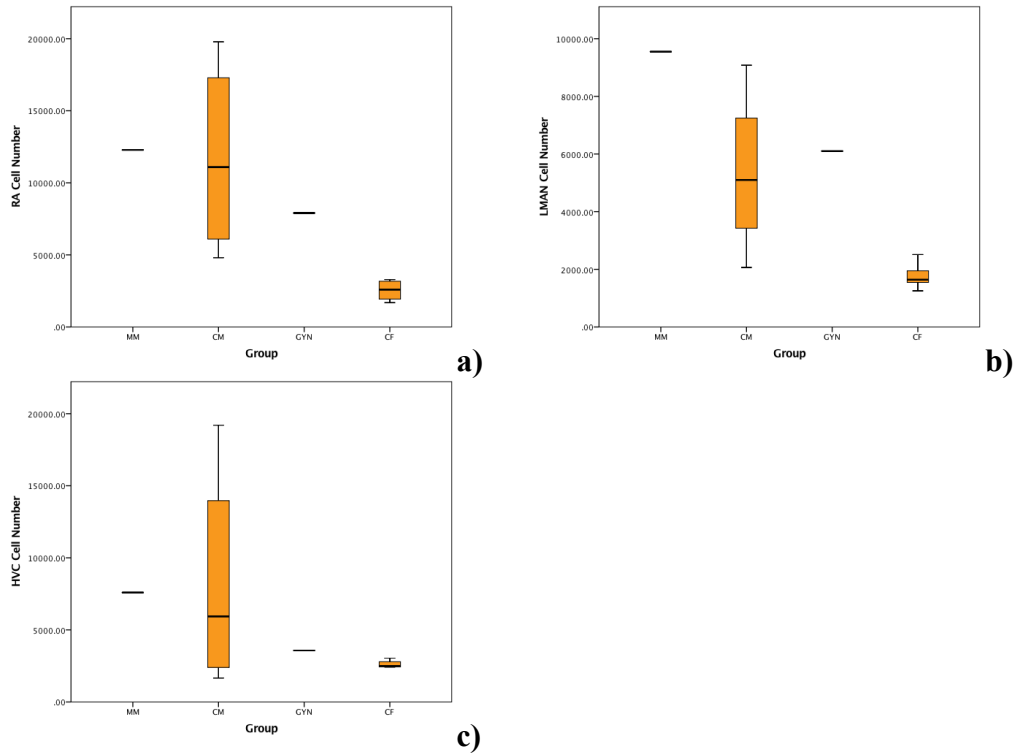 RA Cell Number
20000.00
15000.00
10000.00
5000.00
.00
MM CM GYN CF
Group
a)
LMAN Cell Number
10000.00
8000.00
6000.00
4000.00
2000.00
.00
MM CM GYN CF
Group
b)
HVC Cell Number
20000.00
15000.00
10000.00
5000.00
.00
MM CM GYN CF
Group
c)